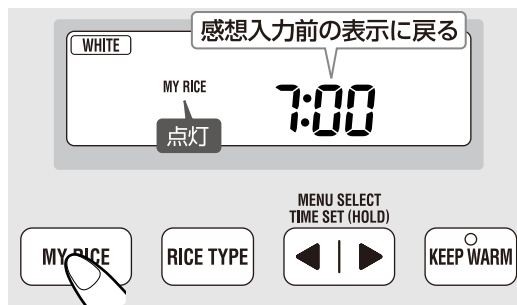 感想入力前の表示に戻る
WHITE
MY RICE
7:00
点灯
MENU SELECT
TIME SET (HOLD)
MY RICE
RICE TYPE
KEEP WARM